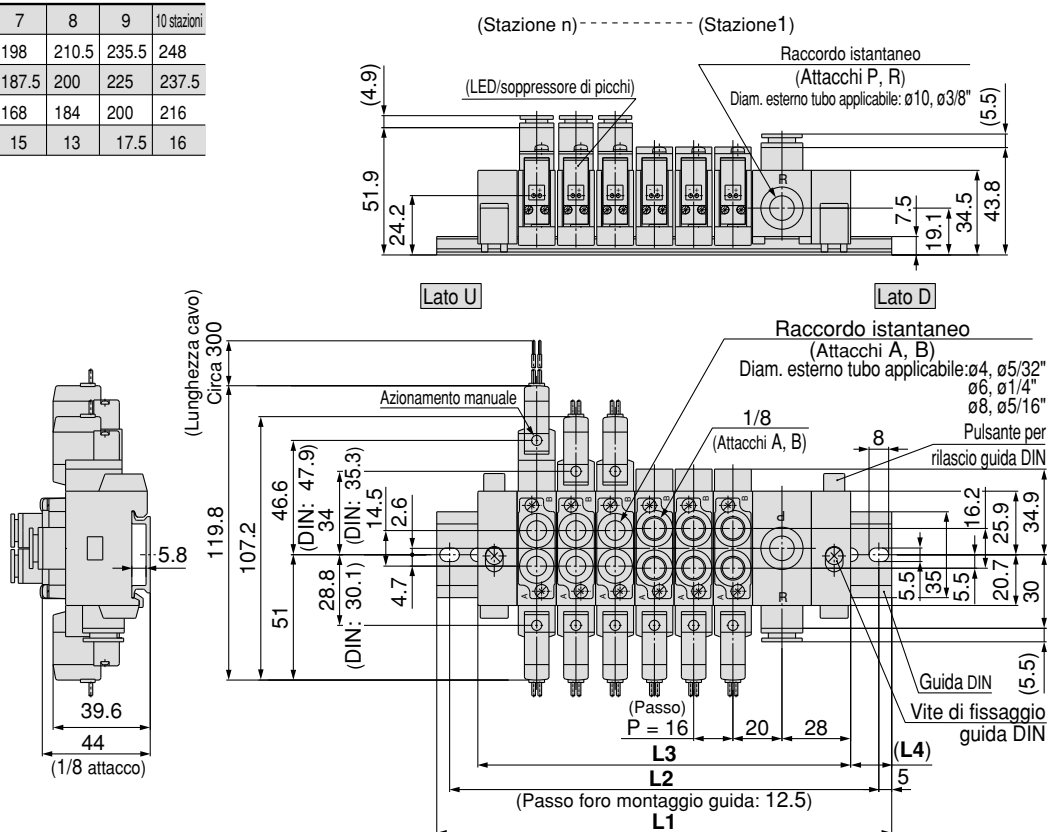 7 8 9 10 stazioni
198 210.5 235.5 248
187.5 200 225 237.5
168 184 200 216
15 13 17.5 16
(Stazione n) (Stazione1)
Raccordo istantaneo
(Attacchi P, R)
Diam. esterno tubo applicabile: ø10, ø3/8"
(LED/soppressore di picchi)
(4.9)
51.9
24.2
R
7.5
19.1
34.5
43.8
(5.5)
Lato U
Lato D
(Lunghezza cavo)
Circa 300
Raccordo istantaneo
(Attacchi A, B)
Diam. esterno tubo applicabile:ø4, ø5/32"
ø6, ø1/4"
ø8, ø5/16"
Azionamento manuale
1/8
(Attacchi A, B)
8
Pulsante per
rilascio guida DIN
119.8
107.2
46.6
(DIN: 47.9)
34
(DIN: 35.3)
14.5
2.6
51
28.8
(DIN: 30.1)
4.7
B B B B B B
A A A A A A
P
R
16.2
25.9
34.9
5.5
35
5.5
20.7
30
(5.5)
5.8
39.6
44
(1/8 attacco)
Guida DIN
Vite di fissaggio
guida DIN
(Passo)
P = 16
20
28
L3
(L4)
L2
5
(Passo foro montaggio guida: 12.5)
L1